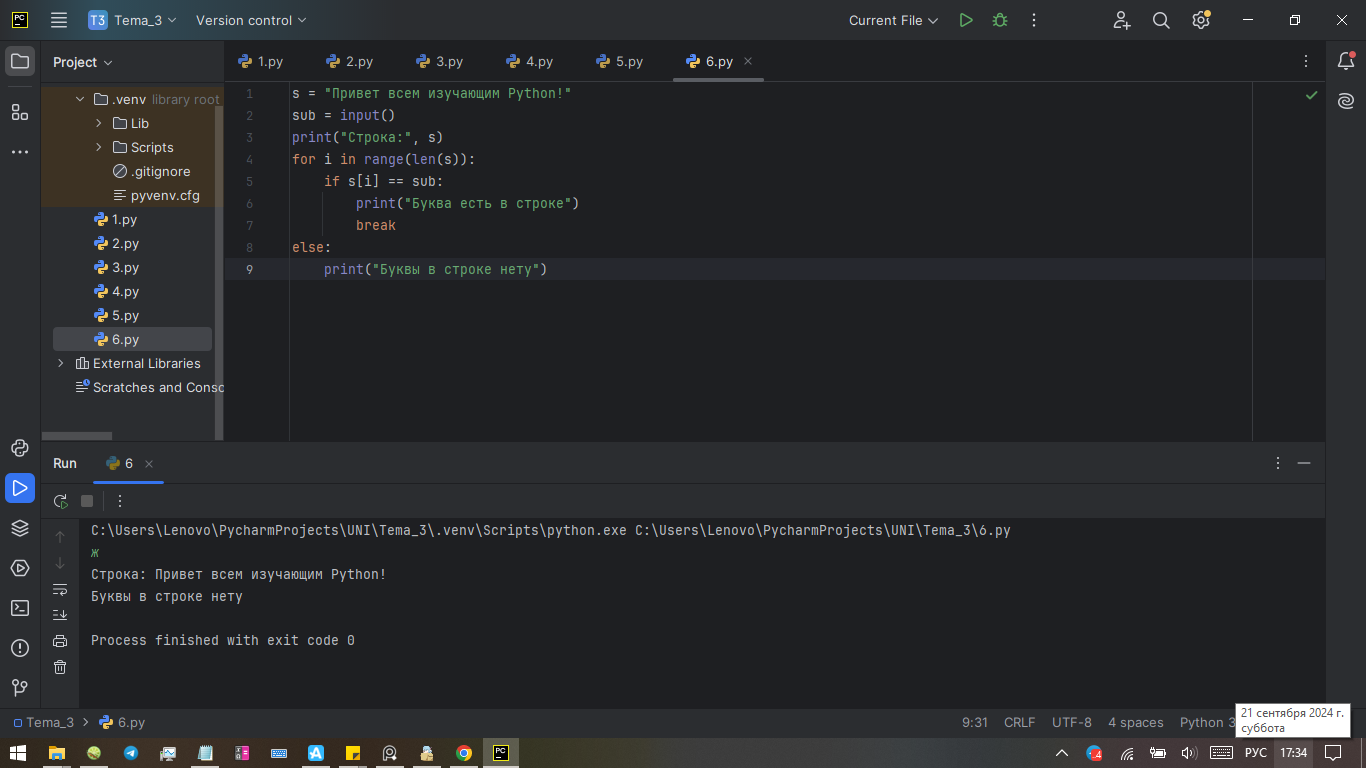 PC
T3 Tema_3 Version control Current File
Project 1.py 2.py 3.py 4.py 5.py 6.py
.venv library root
Lib
Scripts
.gitignore
pyvenv.cfg
1.py
2.py
3.py
4.py
5.py
6.py
External Libraries
Scratches and Consc
1 s = "Привет всем изучающим Python!"
2 sub = input()
3 print("Строка:", s)
4 for i in range(len(s)):
5 if s[i] == sub:
6 print("Буква есть в строке")
7 break
8 else:
9 print("Буквы в строке нету")
Run 6
C:\Users\Lenovo\PycharmProjects\UNI\Tema_3\.venv\Scripts\python.exe C:\Users\Lenovo\PycharmProjects\UNI\Tema_3\6.py
ж
Строка: Привет всем изучающим Python!
Буквы в строке нету
Process finished with exit code 0
Tema_3 6.py 9:31 CRLF UTF-8 4 spaces Python 3
21 сентября 2024 г.
суббота
PC 4 РУС 17:34